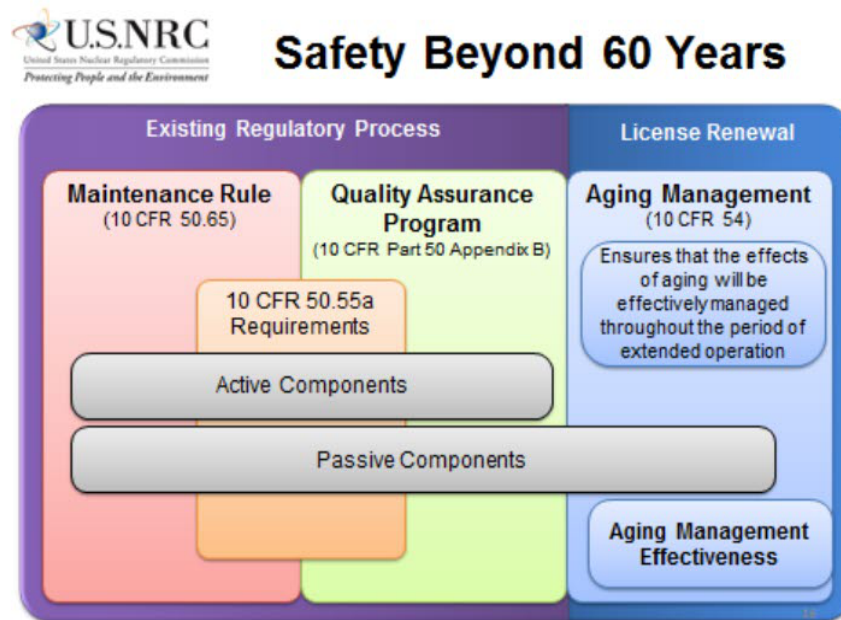 U.S.NRC
United States Nuclear Regulatory Commission
Protecting People and the Environment
Safety Beyond 60 Years
Existing Regulatory Process
License Renewal
Maintenance Rule
(10 CFR 50.65)
Quality Assurance
Program
(10 CFR Part 50 Appendix B)
Aging Management
(10 CFR 54)
Ensures that the effects
of aging will be
effectively managed
throughout the period of
extended operation
10 CFR 50.55a
Requirements
Active Components
Passive Components
Aging Management
Effectiveness